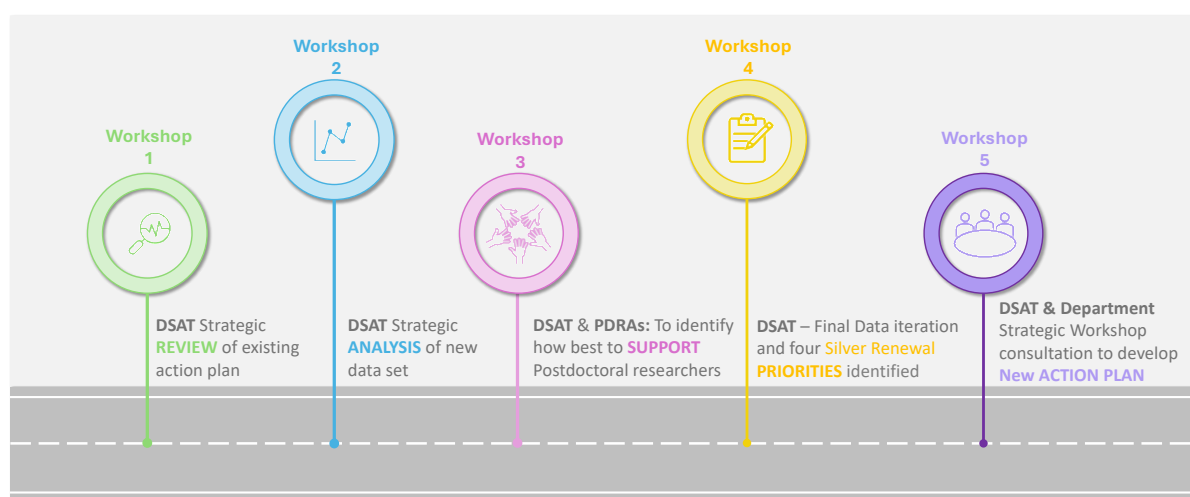 Workshop
1
DSAT Strategic
REVIEW of existing
action plan
Workshop
2
DSAT Strategic
ANALYSIS of new
data set
Workshop
3
DSAT & PDRAs: To identify
how best to SUPPORT
Postdoctoral researchers
Workshop
4
DSAT – Final Data iteration
and four Silver Renewal
PRIORITIES identified
Workshop
5
DSAT & Department
Strategic Workshop
consultation to develop
New ACTION PLAN